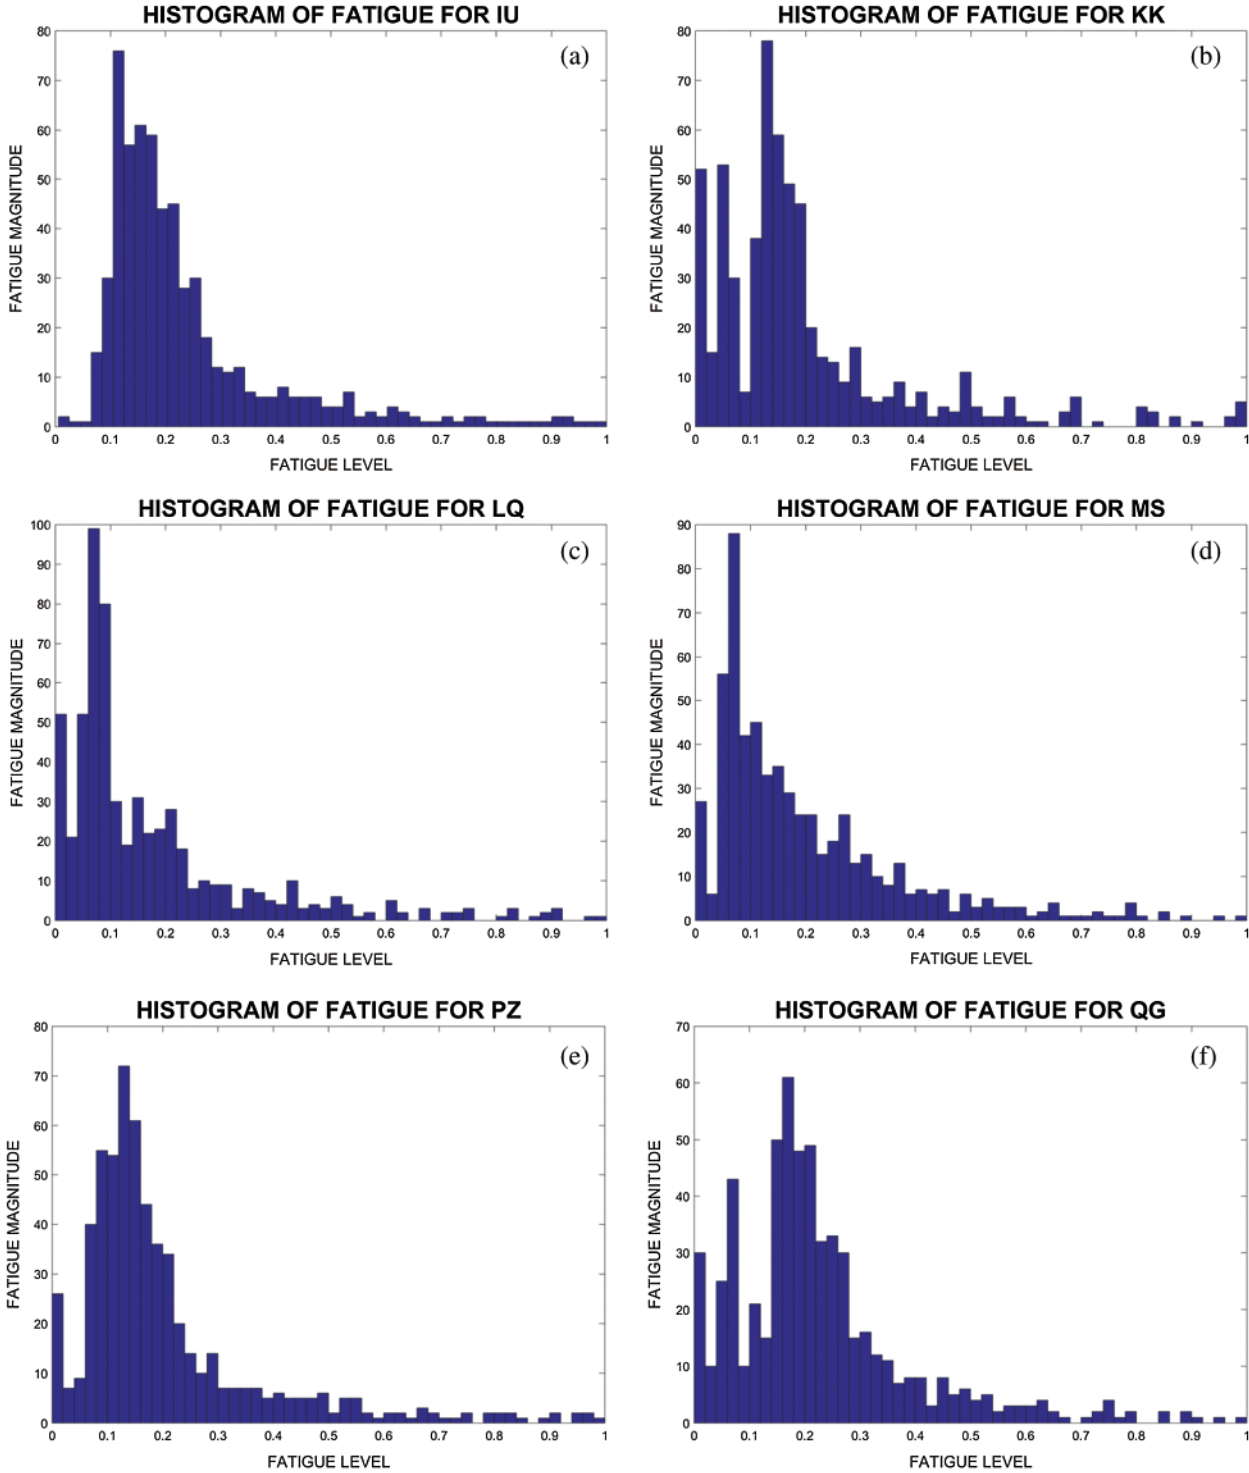 HISTOGRAM OF FATIGUE FOR IU
(a)
80
70
60
50
40
30
20
10
0
FATIGUE MAGNITUDE
0 0.1 0.2 0.3 0.4 0.5 0.6 0.7 0.8 0.9 1
FATIGUE LEVEL
HISTOGRAM OF FATIGUE FOR KK
(b)
80
70
60
50
40
30
20
10
0
FATIGUE MAGNITUDE
0 0.1 0.2 0.3 0.4 0.5 0.6 0.7 0.8 0.9 1
FATIGUE LEVEL
HISTOGRAM OF FATIGUE FOR LQ
(c)
100
90
80
70
60
50
40
30
20
10
0
FATIGUE MAGNITUDE
0 0.1 0.2 0.3 0.4 0.5 0.6 0.7 0.8 0.9 1
FATIGUE LEVEL
HISTOGRAM OF FATIGUE FOR MS
(d)
90
80
70
60
50
40
30
20
10
0
FATIGUE MAGNITUDE
0 0.1 0.2 0.3 0.4 0.5 0.6 0.7 0.8 0.9 1
FATIGUE LEVEL
HISTOGRAM OF FATIGUE FOR PZ
(e)
80
70
60
50
40
30
20
10
0
FATIGUE MAGNITUDE
0 0.1 0.2 0.3 0.4 0.5 0.6 0.7 0.8 0.9 1
FATIGUE LEVEL
HISTOGRAM OF FATIGUE FOR QG
(f)
70
60
50
40
30
20
10
0
FATIGUE MAGNITUDE
0 0.1 0.2 0.3 0.4 0.5 0.6 0.7 0.8 0.9 1
FATIGUE LEVEL